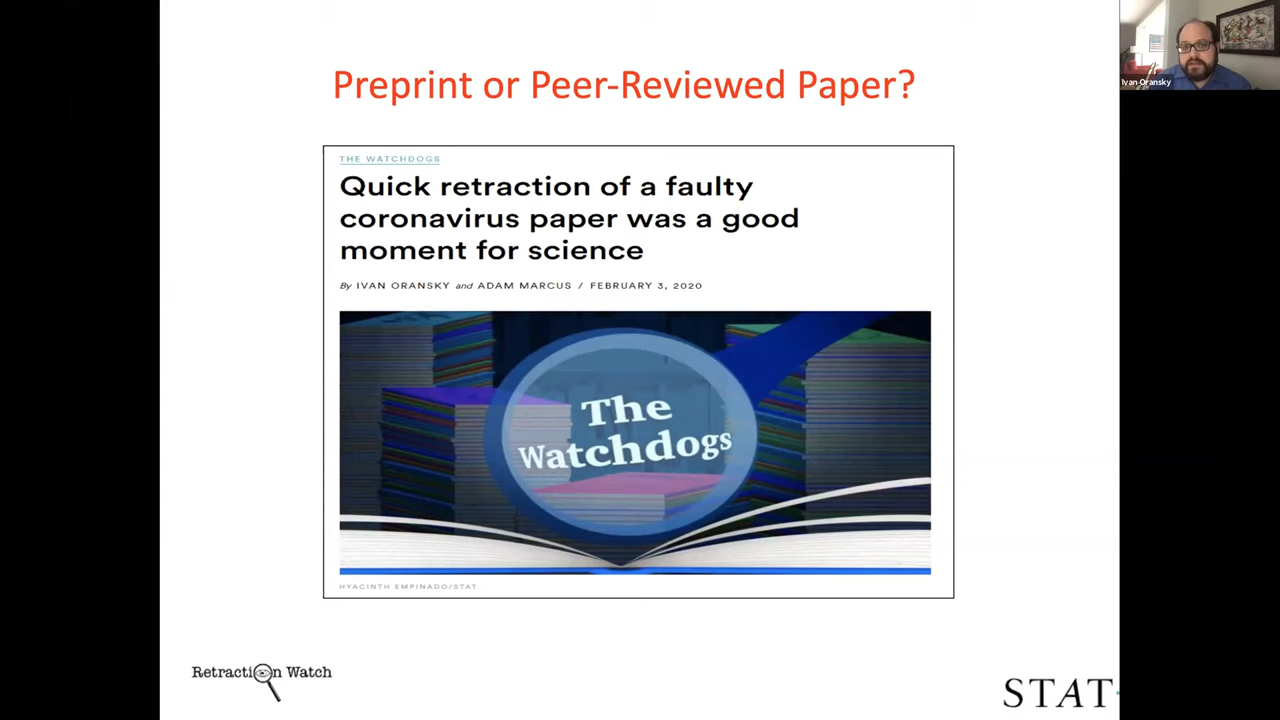 Preprint or Peer-Reviewed Paper?
Ivan Oransky
THE WATCHDOGS
Quick retraction of a faulty
coronavirus paper was a good
moment for science
By IVAN ORANSKY and ADAM MARCUS / FEBRUARY 3, 2020
The
Watchdogs
HYACINTH EMPINADO/STAT
Retraction Watch
STAT